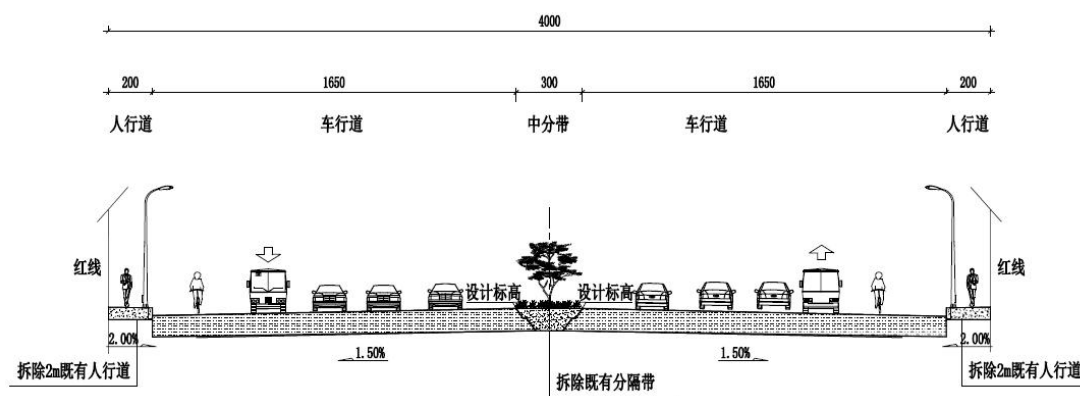 4000
200 1650 300 1650 200
人行道 车行道 中分带 车行道 人行道
红线 红线
设计标高 设计标高
2.00% 2.00%
1.50% 1.50%
拆除2m既有人行道 拆除既有分隔带 拆除2m既有人行道